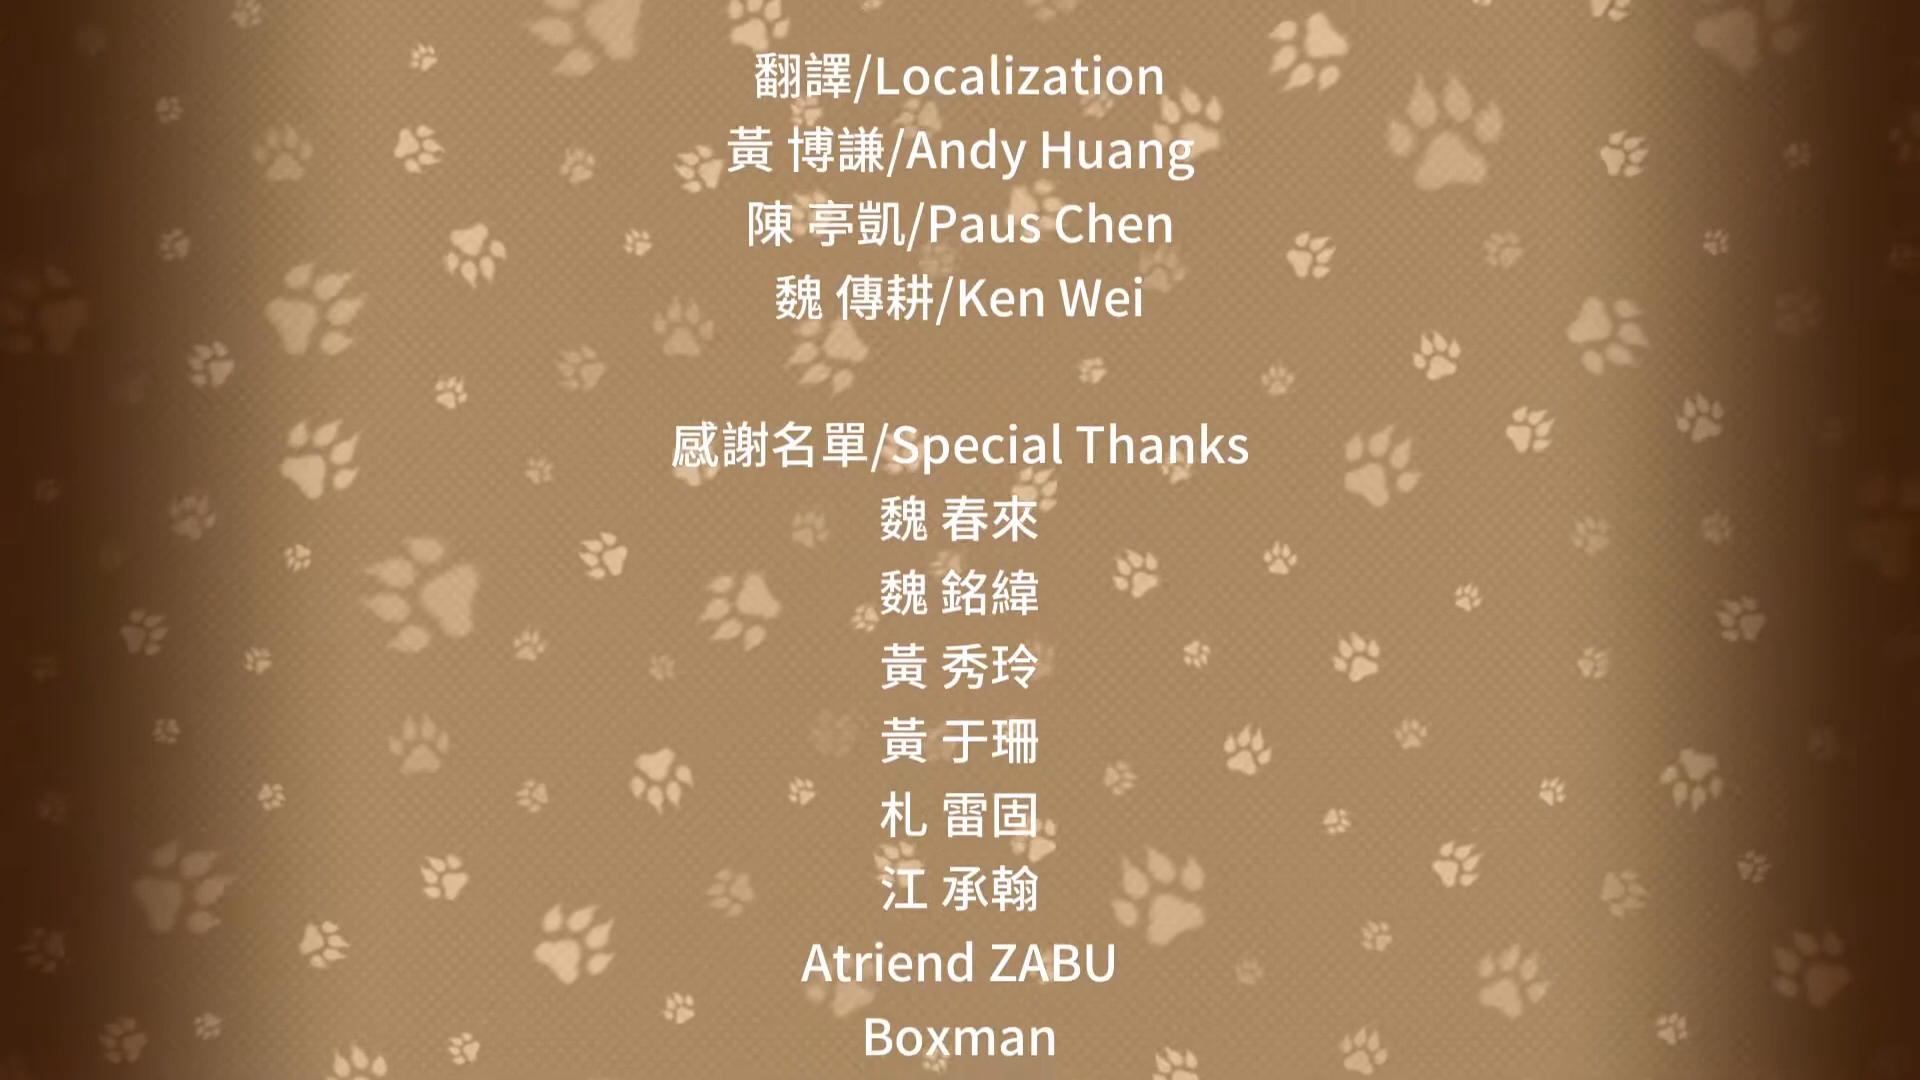 翻譯/Localization
黃 博謙/Andy Huang
陳 亭凱/Paus Chen
魏 傳耕/Ken Wei
感謝名單/Special Thanks
魏 春來
魏 銘緯
黃 秀玲
黃 于珊
札 雷固
江 承翰
Atriend ZABU
Boxman